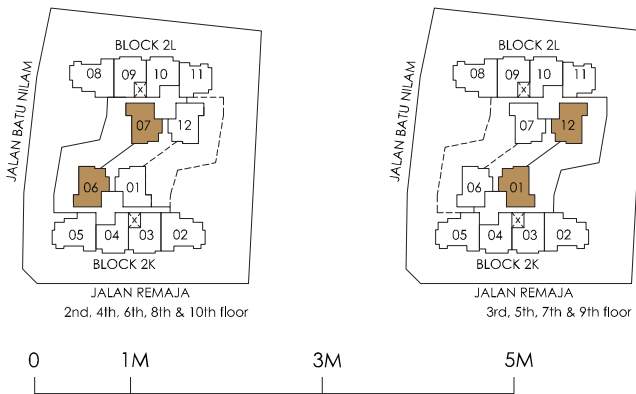 BLOCK 2L
08 09 10 11
X
07
12
JALAN BATU NILAM
06
01
X
05 04 03 02
BLOCK 2K
JALAN REMAJA
2nd, 4th, 6th, 8th & 10th floor
BLOCK 2L
08 09 10 11
X
07
12
JALAN BATU NILAM
06
01
X
05 04 03 02
BLOCK 2K
JALAN REMAJA
3rd, 5th, 7th & 9th floor
0 1M 3M 5M